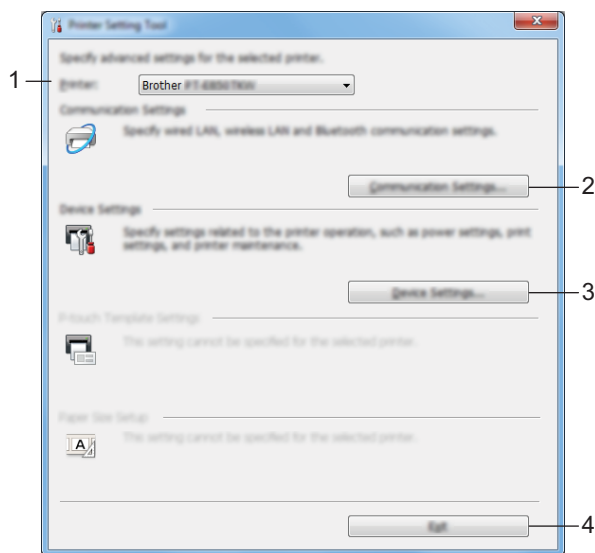 Printer Setting Tool
Specify advanced settings for the selected printer.
1
Printer: Brother PT-E850TKW
Communication Settings
Specify wired LAN, wireless LAN and Bluetooth communication settings.
Communication Settings... 2
Device Settings
Specify settings related to the printer operation, such as power settings, print
settings, and printer maintenance.
Device Settings... 3
P-touch Template Settings
This setting cannot be specified for the selected printer.
Paper Size Setup
This setting cannot be specified for the selected printer.
A
Exit 4